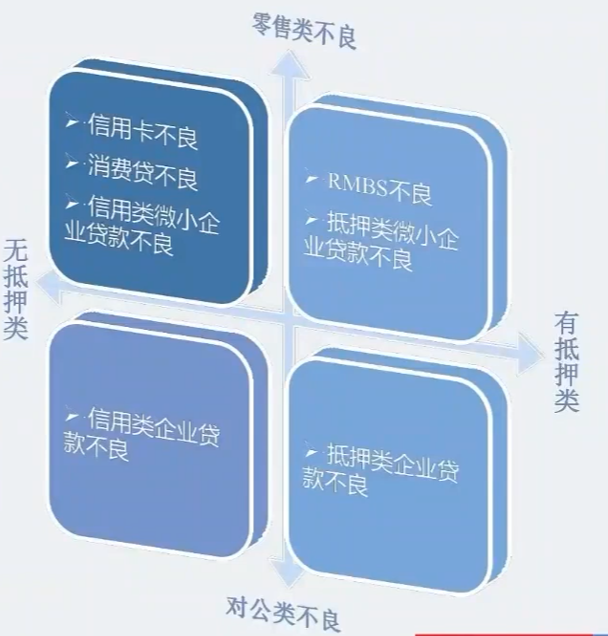 零售类不良
➢信用卡不良
➢消费贷不良
➢信用类微小企
业贷款不良
➢RMBS不良
➢抵押类微小企
业贷款不良
无抵押类
有抵押类
➢信用类企业贷
款不良
➢抵押类企业贷
款不良
对公类不良